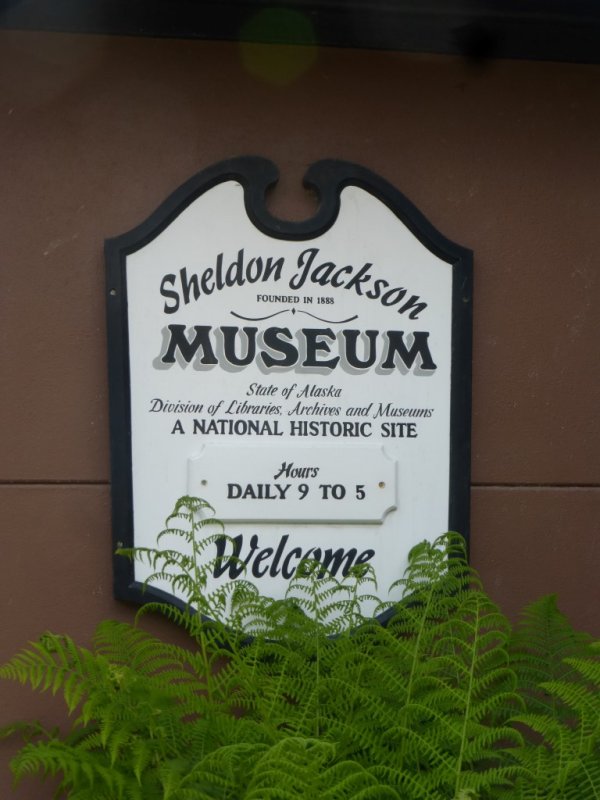 Sheldon Jackson
FOUNDED IN 1888
MUSEUM
State of Alaska
Division of Libraries, Archives and Museums
A NATIONAL HISTORIC SITE
Hours
DAILY 9 TO 5
Welcome